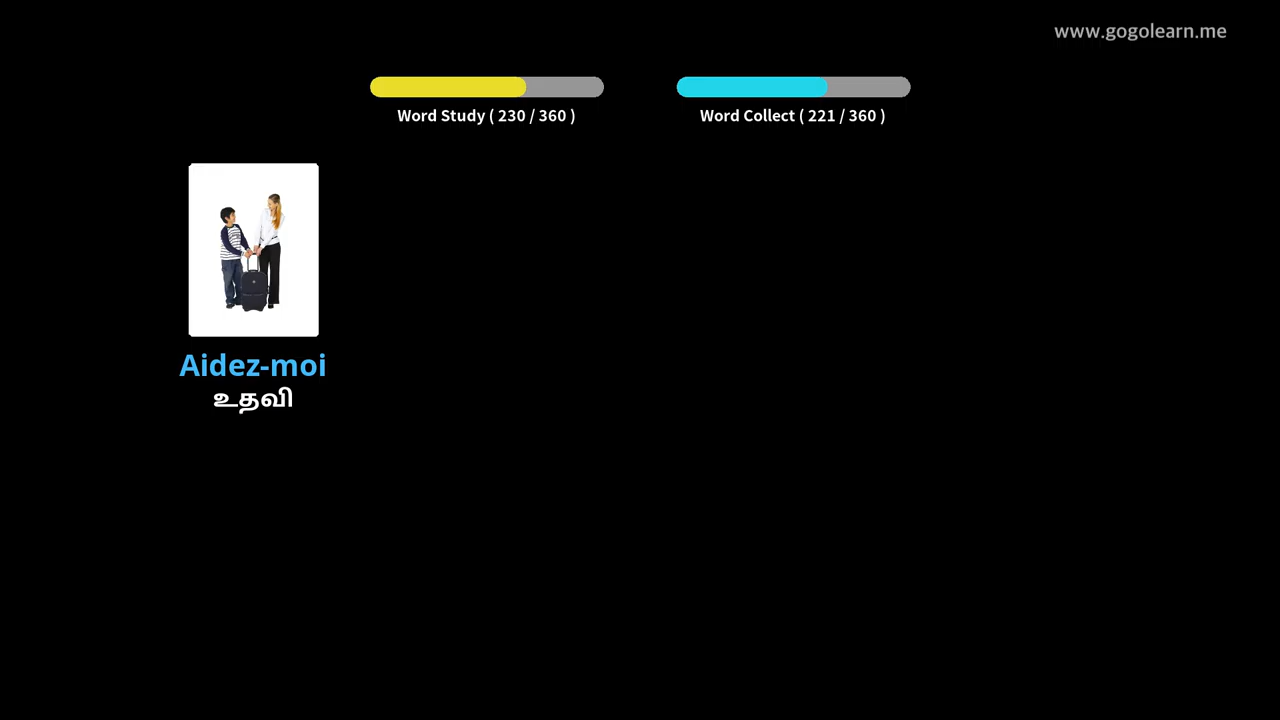 www.gogolearn.me
Word Study ( 230 / 360 )
Word Collect ( 221 / 360 )
Aidez-moi
உதவி